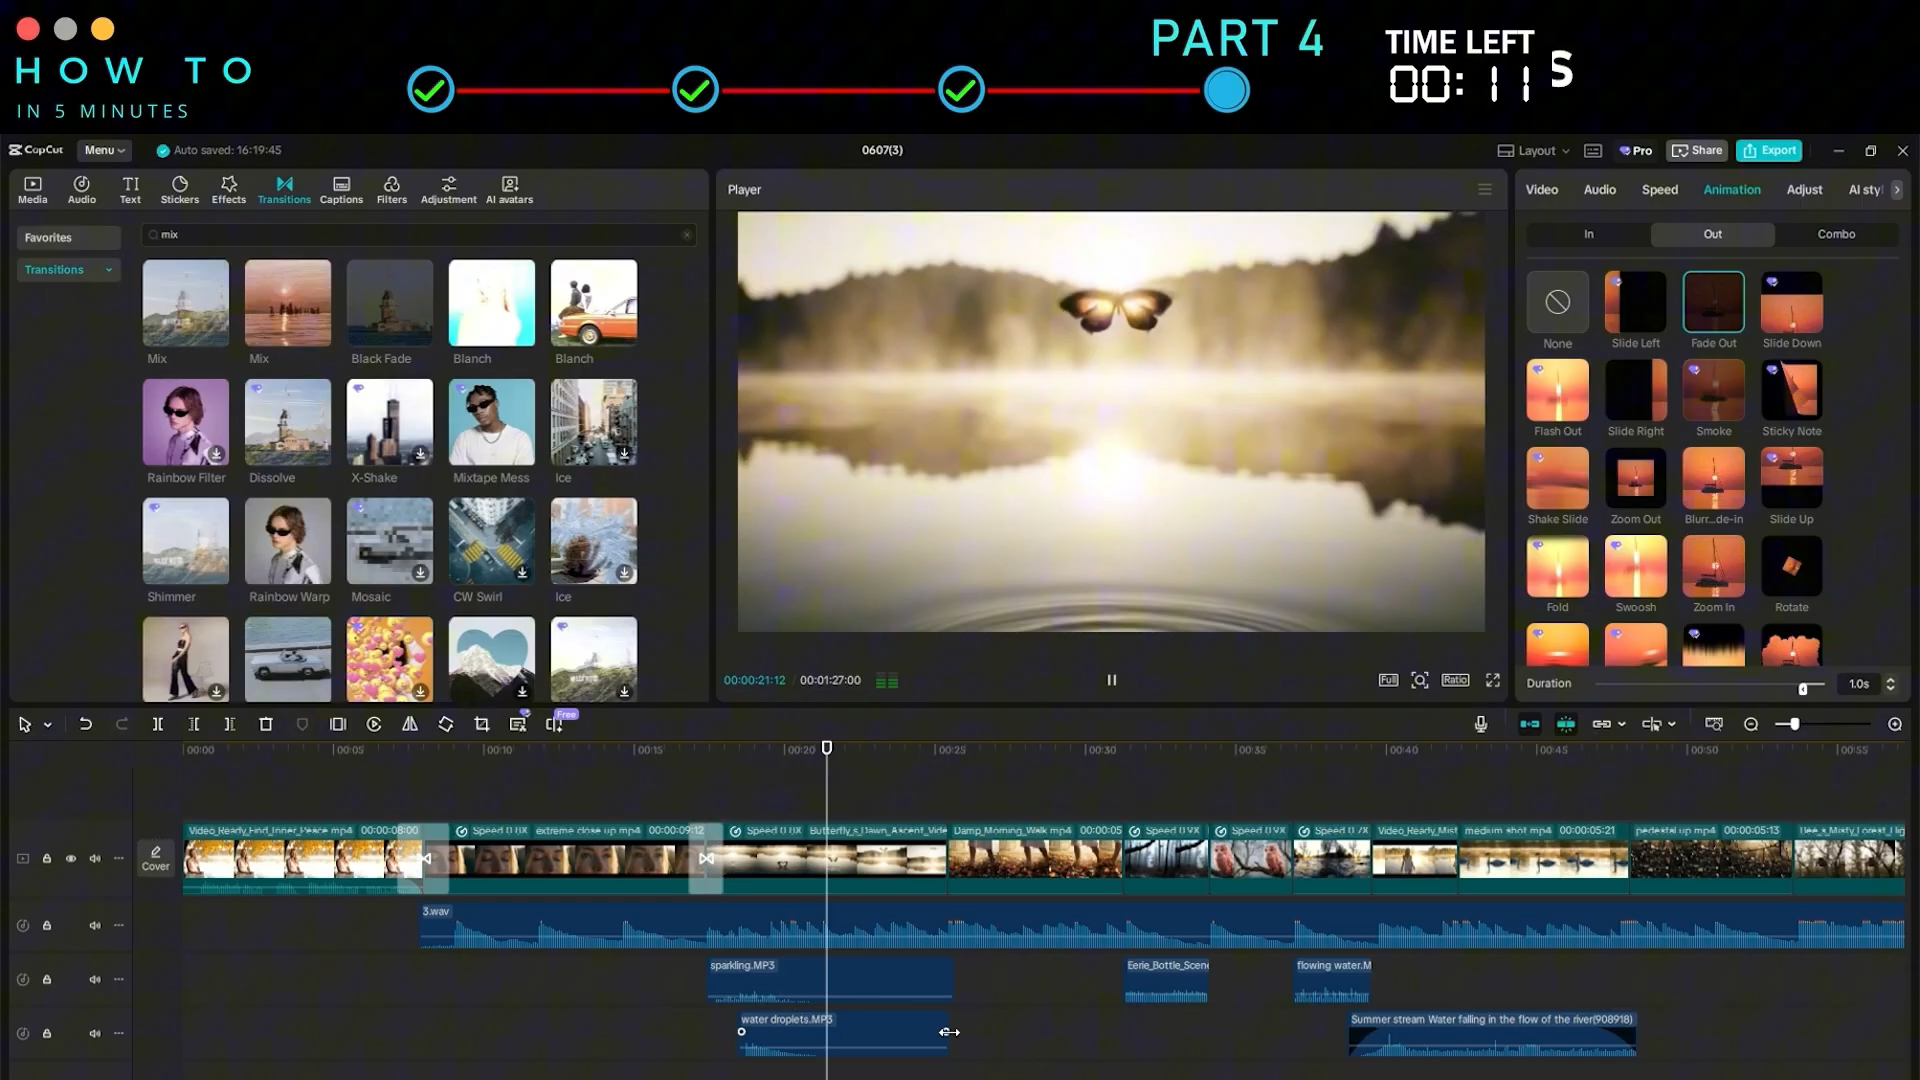 HOW TO
IN 5 MINUTES
PART 4
TIME LEFT
00:11 S
CapCut
Menu
Auto saved: 16:19:45
0607(3)
Layout
Pro
Share
Export
Media
Audio
Text
Stickers
Effects
Transitions
Captions
Filters
Adjustment
AI avatars
Favorites
Transitions
mix
Mix
Mix
Black Fade
Blanch
Blanch
Rainbow Filter
Dissolve
X-Shake
Mixtape Mess
Ice
Shimmer
Rainbow Warp
Mosaic
CW Swirl
Ice
Player
00:00:21:12 / 00:01:27:00
Full
Ratio
Video
Audio
Speed
Animation
Adjust
AI sty
In
Out
Combo
None
Slide Left
Fade Out
Slide Down
Flash Out
Slide Right
Smoke
Sticky Note
Shake Slide
Zoom Out
Blurr...de-in
Slide Up
Fold
Swoosh
Zoom In
Rotate
Duration
1.0s
Free
00:00
00:05
00:10
00:15
00:20
00:25
00:30
00:35
00:40
00:45
00:50
00:55
Cover
Video_Ready_Find_Inner_Peace.mp4 00:00:08:00
Speed 0.8X extreme close up.mp4 00:00:09:12
Butterfly_s_Dawn_Ascent_Vide
Damp_Morning_Walk.mp4 00:00:05
Speed 0.9X
Speed 0.9X
Speed 0.7X
Video_Ready_Mist
medium shot.mp4 00:00:05:21
pedestal up.mp4 00:00:05:13
3.wav
sparkling.MP3
Eerie_Bottle_Scen
flowing water.M
water droplets.MP3
Summer stream Water falling in the flow of the river(908918)